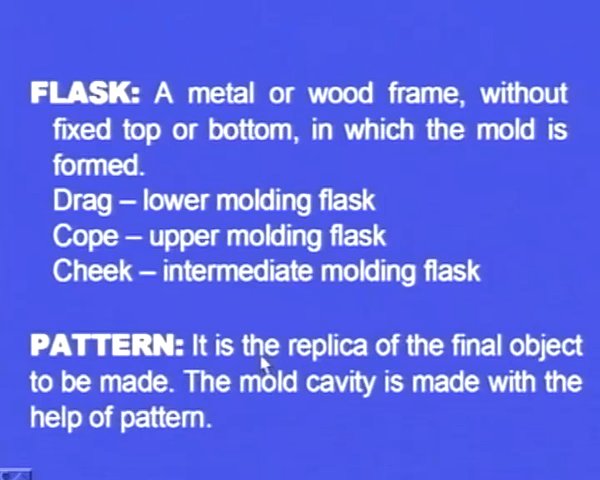 FLASK: A metal or wood frame, without
fixed top or bottom, in which the mold is
formed.
Drag – lower molding flask
Cope – upper molding flask
Cheek – intermediate molding flask
PATTERN: It is the replica of the final object
to be made. The mold cavity is made with the
help of pattern.